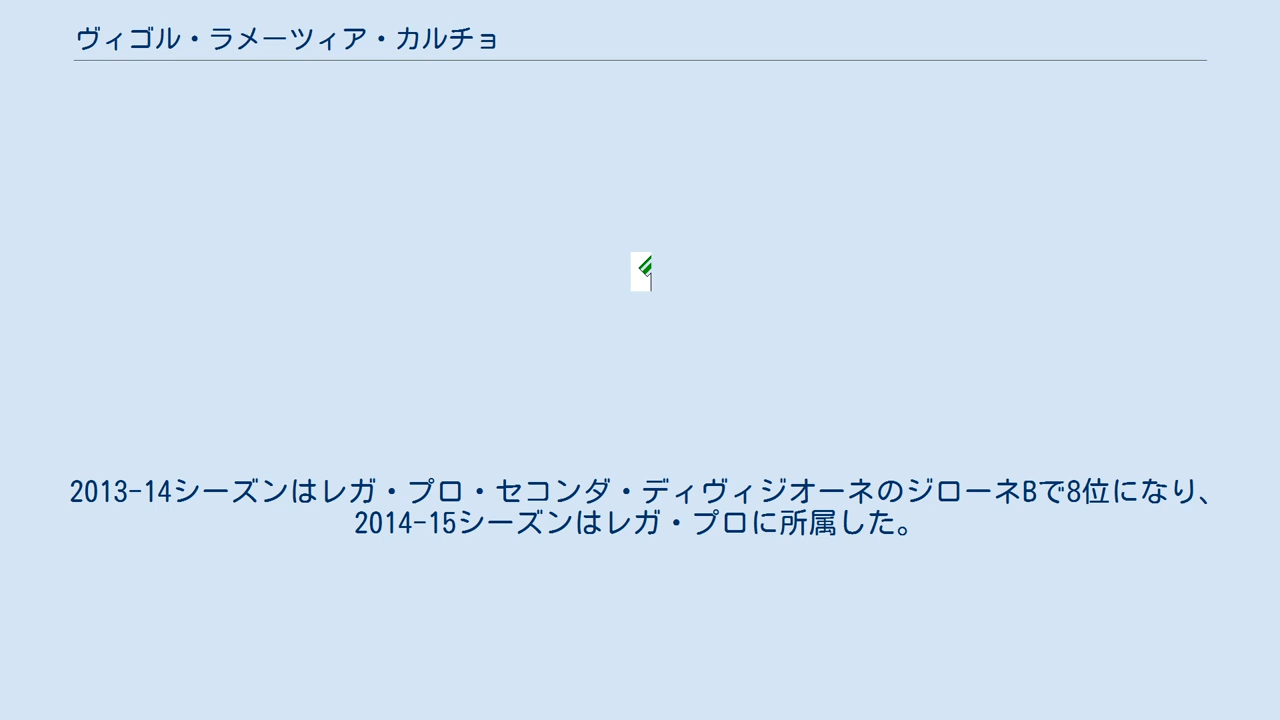 ヴィゴル・ラメーツィア・カルチョ
2013-14シーズンはレガ・プロ・セコンダ・ディヴィジオーネのジローネBで8位になり、
2014-15シーズンはレガ・プロに所属した。